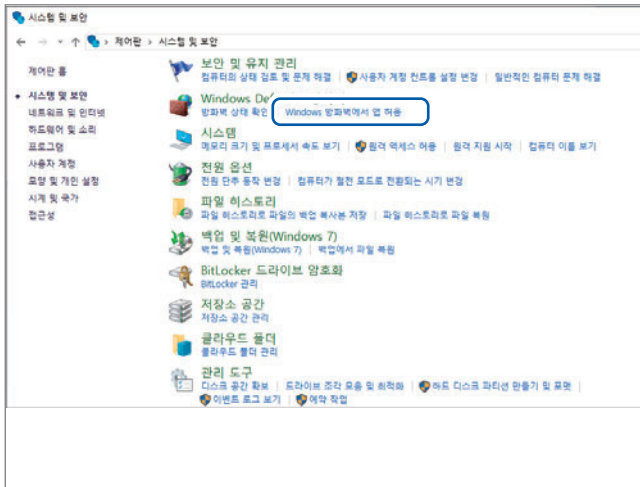 시스템 및 보안
제어판 > 시스템 및 보안
제어판 홈
시스템 및 보안
네트워크 및 인터넷
하드웨어 및 소리
프로그램
사용자 계정
모양 및 개인 설정
시계 및 국가
접근성
보안 및 유지 관리
컴퓨터의 상태 검토 및 문제 해결 | 사용자 계정 컨트롤 설정 변경 | 일반적인 컴퓨터 문제 해결
Windows
방화벽 상태 확인 Windows 방화벽에서 앱 허용
시스템
메모리 크기 및 프로세서 속도 보기 | 원격 액세스 허용 | 원격 지원 시작 | 컴퓨터 이름 보기
전원 옵션
전원 단추 동작 변경 | 컴퓨터가 절전 모드로 전환되는 시기 변경
파일 히스토리
파일 히스토리로 파일의 백업 복사본 저장 | 파일 히스토리로 파일 복원
백업 및 복원(Windows 7)
백업 및 복원(Windows 7) | 백업에서 파일 복원
BitLocker 드라이브 암호화
BitLocker 관리
저장소 공간
저장소 공간 관리
클라우드 폴더
클라우드 폴더 관리
관리 도구
디스크 공간 확보 | 드라이브 조각 모음 및 최적화 | 하드 디스크 파티션 만들기 및 포맷 |
이벤트 로그 보기 | 예약 작업